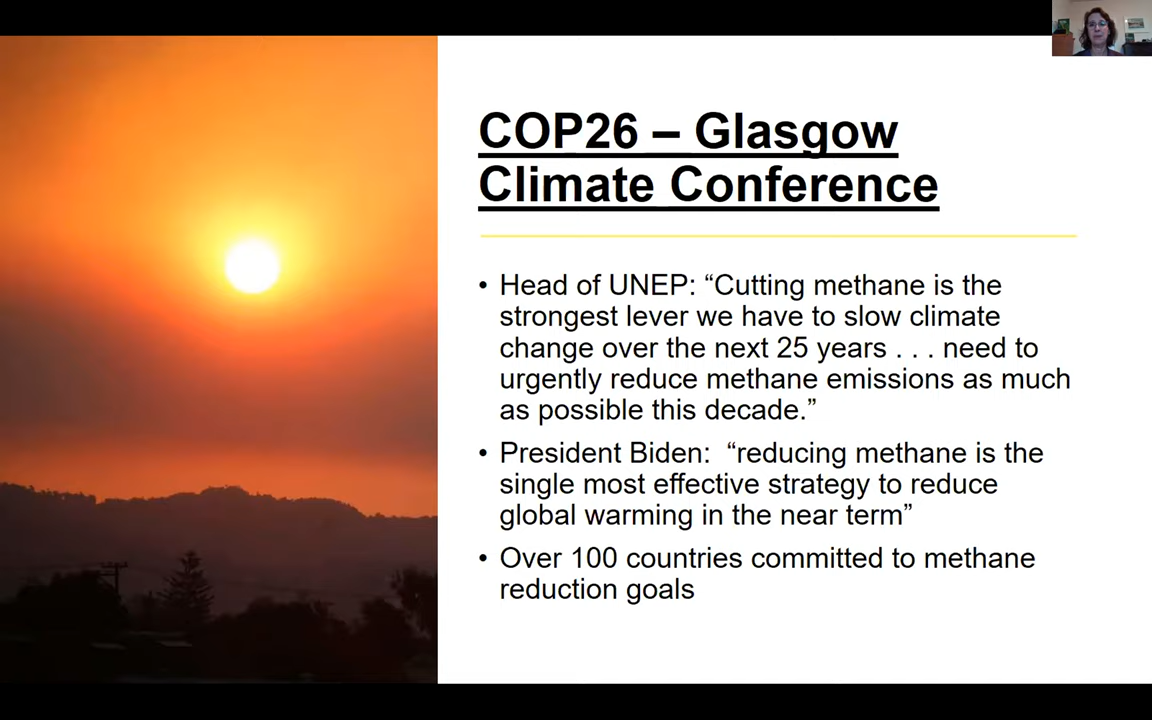 COP26 – Glasgow
Climate Conference
• Head of UNEP: “Cutting methane is the
strongest lever we have to slow climate
change over the next 25 years . . . need to
urgently reduce methane emissions as much
as possible this decade.”
• President Biden:  “reducing methane is the
single most effective strategy to reduce
global warming in the near term”
• Over 100 countries committed to methane
reduction goals